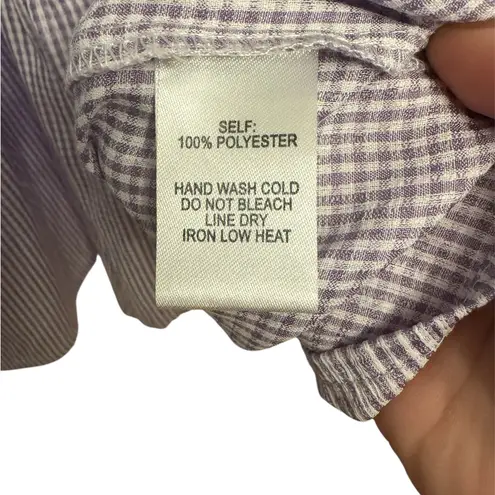 SELF:
100% POLYESTER
HAND WASH COLD
DO NOT BLEACH
LINE DRY
IRON LOW HEAT